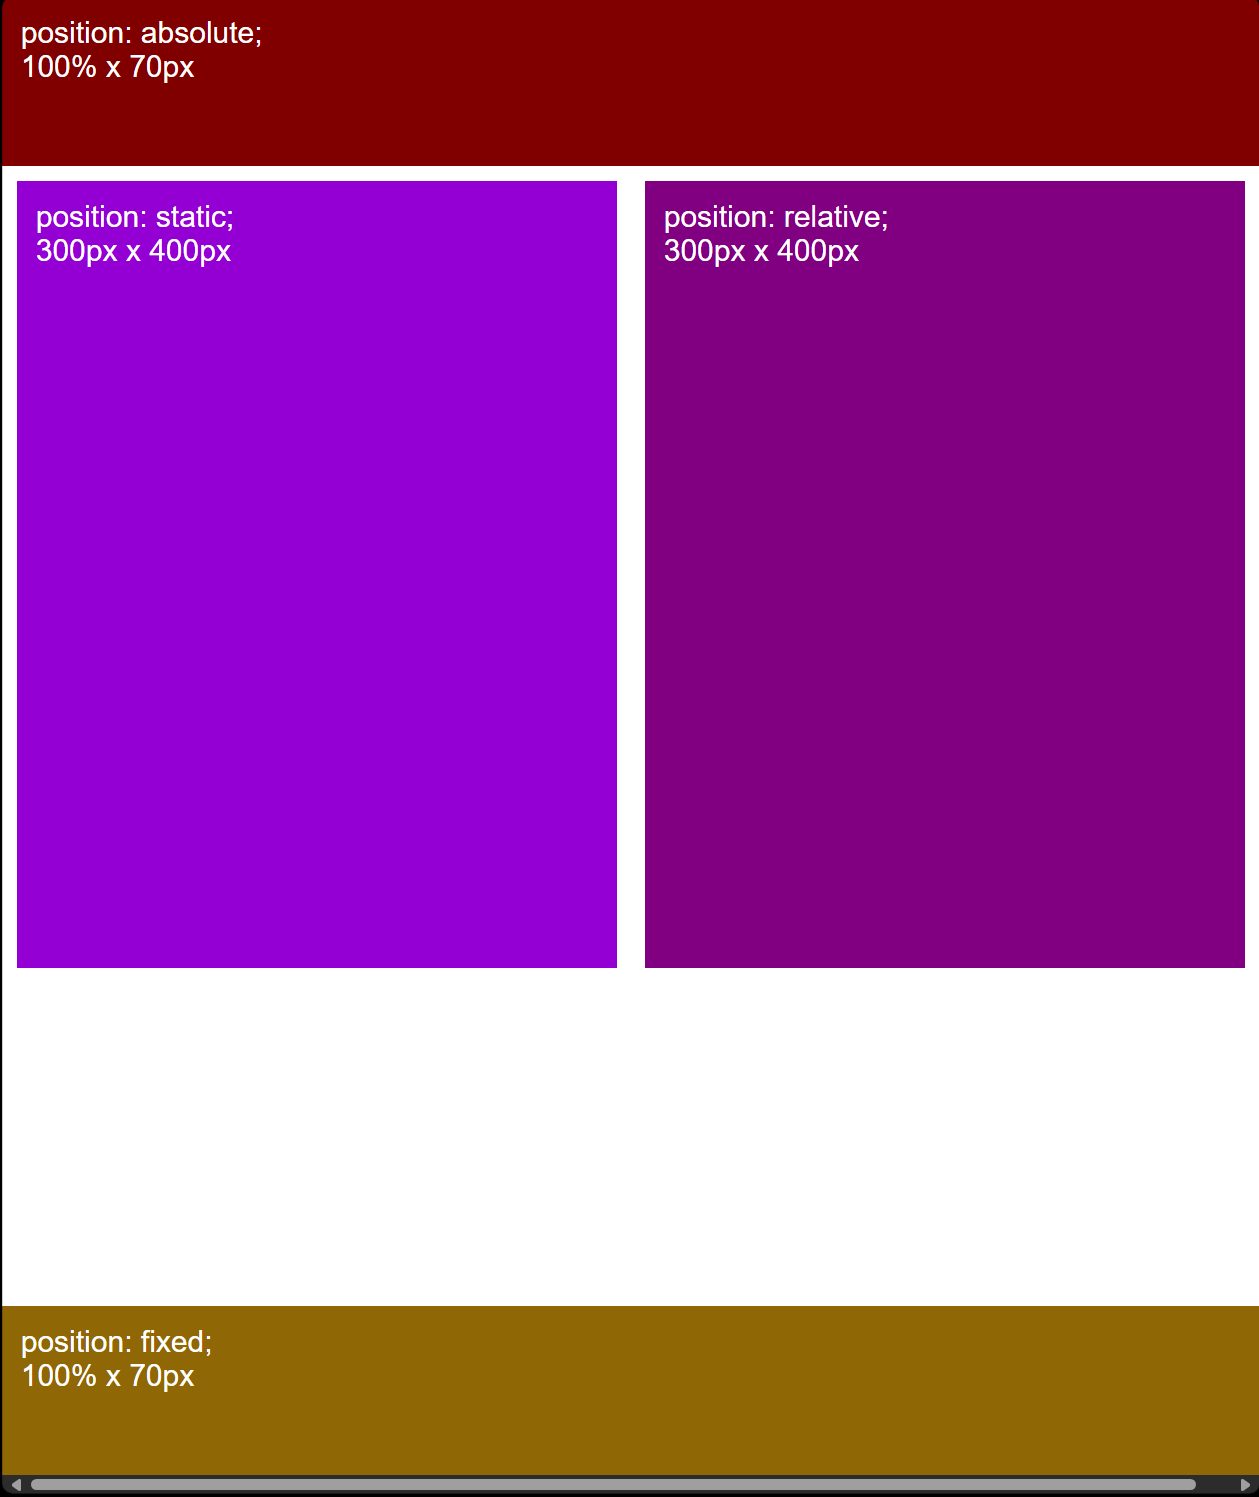 position: absolute;
100% x 70px
position: static;
300px x 400px
position: relative;
300px x 400px
position: fixed;
100% x 70px